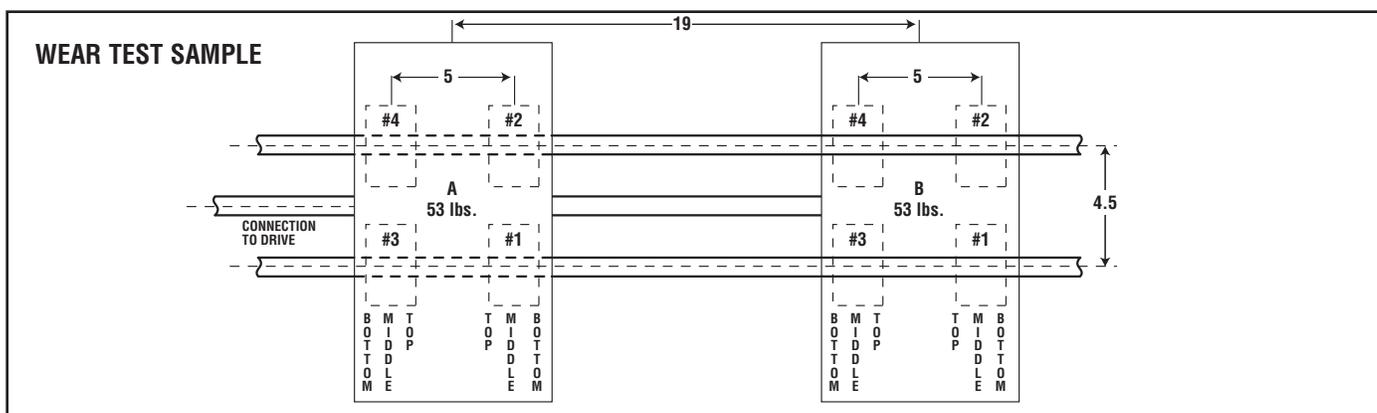 19
WEAR TEST SAMPLE
5
5
#4
#2
#4
#2
A
53 lbs.
B
53 lbs.
4.5
CONNECTION
TO DRIVE
#3
#1
#3
#1
BOTTOM
MIDDLE
TOP
TOP
MIDDLE
BOTTOM
BOTTOM
MIDDLE
TOP
TOP
MIDDLE
BOTTOM